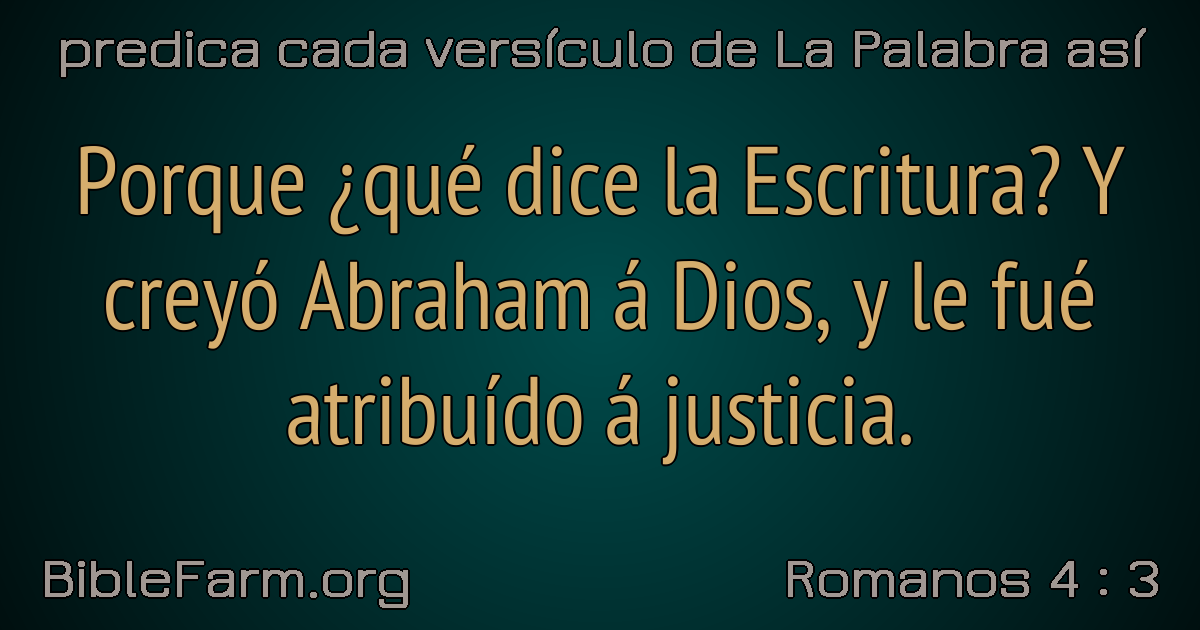 predica cada versículo de La Palabra así
Porque ¿qué dice la Escritura? Y
creyó Abraham á Dios, y le fué
atribuído á justicia.
BibleFarm.org
Romanos 4 : 3